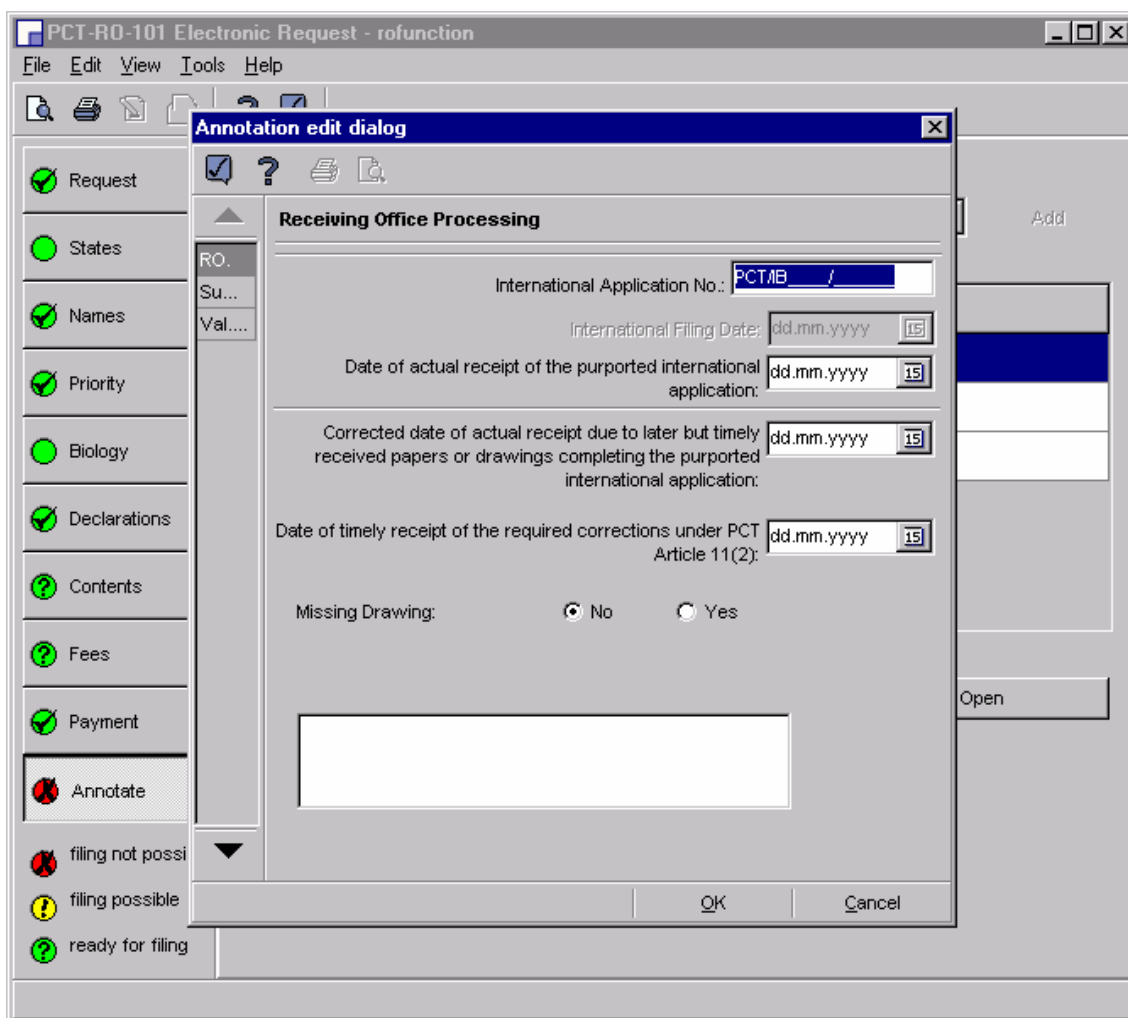 PCT-RO-101 Electronic Request - rofunction
File Edit View Tools Help
Annotation edit dialog
Request
States
Names
Priority
Biology
Declarations
Contents
Fees
Payment
Annotate
filing not possi
filing possible
ready for filing
RO.
Su...
Val....
Receiving Office Processing
International Application No.: PCT/IB____/______
International Filing Date: dd.mm.yyyy 15
Date of actual receipt of the purported international
application: dd.mm.yyyy 15
Corrected date of actual receipt due to later but timely
received papers or drawings completing the purported
international application: dd.mm.yyyy 15
Date of timely receipt of the required corrections under PCT
Article 11(2): dd.mm.yyyy 15
Missing Drawing: No Yes
OK Cancel
Add
Open